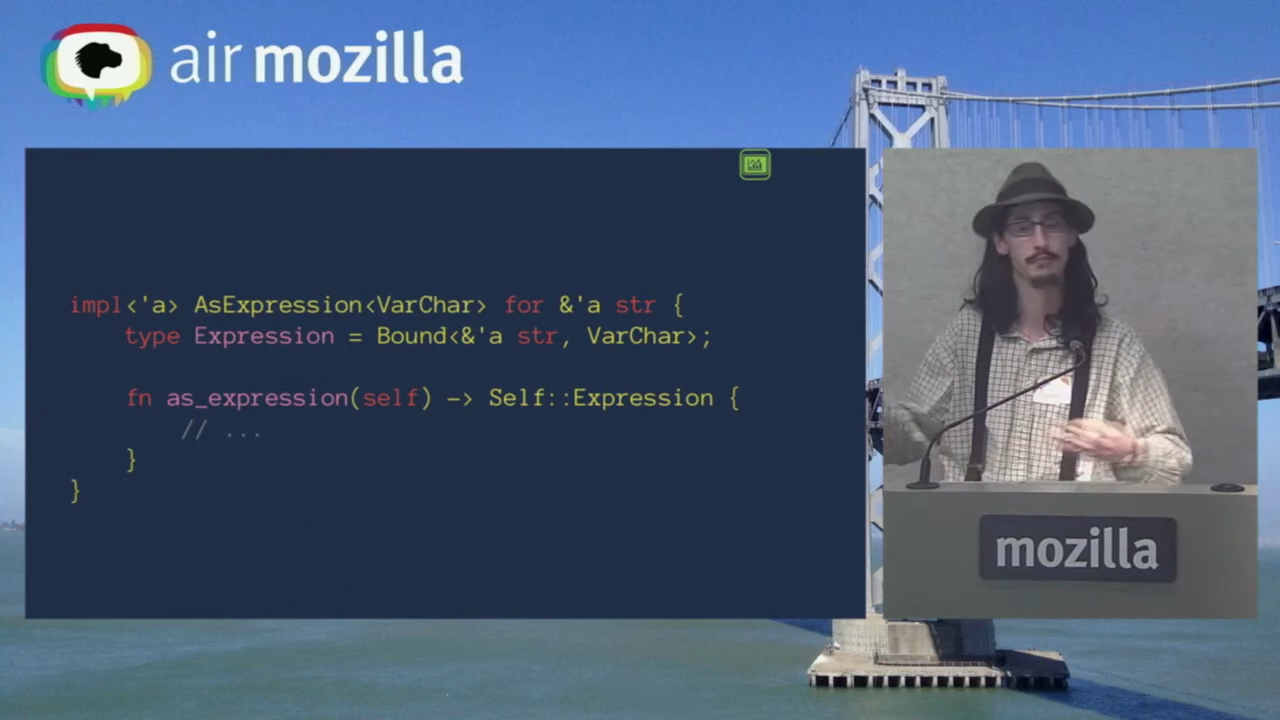 air mozilla
impl<'a> AsExpression<VarChar> for &'a str {
type Expression = Bound<&'a str, VarChar>;
fn as_expression(self) -> Self::Expression {
// ...
}
}
mozilla